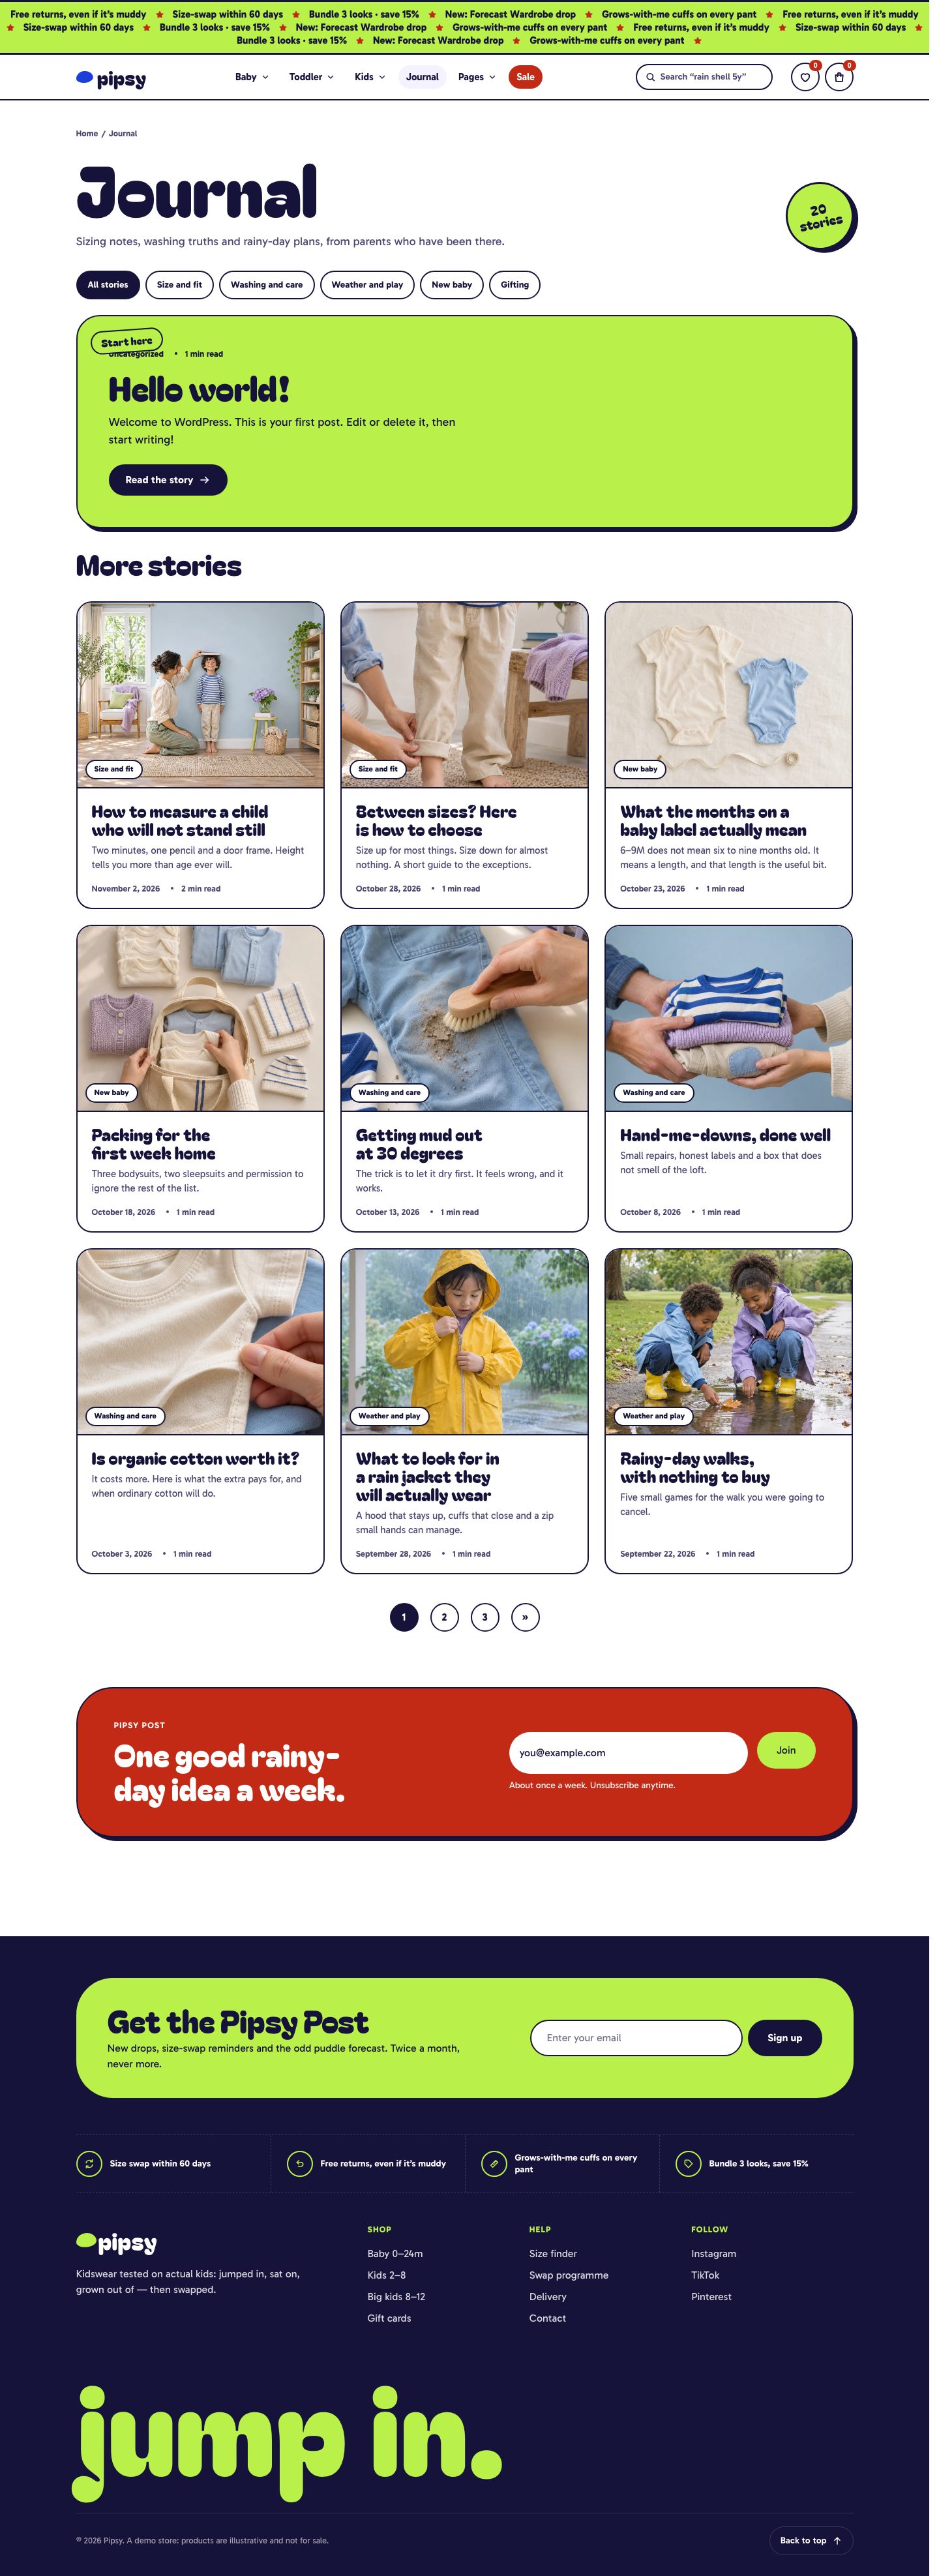 Free returns, even if it's muddy ★ Size-swap within 60 days ★ Bundle 3 looks · save 15% ★ New: Forecast Wardrobe drop ★ Grows-with-me cuffs on every pant ★ Free returns, even if it's muddy
★ Size-swap within 60 days ★ Bundle 3 looks · save 15% ★ New: Forecast Wardrobe drop ★ Grows-with-me cuffs on every pant ★ Free returns, even if it's muddy ★ Size-swap within 60 days ★
Bundle 3 looks · save 15% ★ New: Forecast Wardrobe drop ★ Grows-with-me cuffs on every pant ★
pipsy
Baby Toddler Kids Journal Pages Sale
Search “rain shell 5y”
0 0
Home / Journal
Journal
20
stories
Sizing notes, washing truths and rainy-day plans, from parents who have been there.
All stories Size and fit Washing and care Weather and play New baby Gifting
Start here
Uncategorized • 1 min read
Hello world!
Welcome to WordPress. This is your first post. Edit or delete it, then
start writing!
Read the story →
More stories
Size and fit
How to measure a child
who will not stand still
Two minutes, one pencil and a door frame. Height
tells you more than age ever will.
November 2, 2026 • 2 min read
Size and fit
Between sizes? Here
is how to choose
Size up for most things. Size down for almost
nothing. A short guide to the exceptions.
October 28, 2026 • 1 min read
New baby
What the months on a
baby label actually mean
6–9M does not mean six to nine months old. It
means a length, and that length is the useful bit.
October 23, 2026 • 1 min read
New baby
Packing for the
first week home
Three bodysuits, two sleepsuits and permission to
ignore the rest of the list.
October 18, 2026 • 1 min read
Washing and care
Getting mud out
at 30 degrees
The trick is to let it dry first. It feels wrong, and it
works.
October 13, 2026 • 1 min read
Washing and care
Hand-me-downs, done well
Small repairs, honest labels and a box that does
not smell of the loft.
October 8, 2026 • 1 min read
Washing and care
Is organic cotton worth it?
It costs more. Here is what the extra pays for, and
when ordinary cotton will do.
October 3, 2026 • 1 min read
Weather and play
What to look for in
a rain jacket they
will actually wear
A hood that stays up, cuffs that close and a zip
small hands can manage.
September 28, 2026 • 1 min read
Weather and play
Rainy-day walks,
with nothing to buy
Five small games for the walk you were going to
cancel.
September 22, 2026 • 1 min read
1 2 3 »
PIPSY POST
One good rainy-
day idea a week.
you@example.com
Join
About once a week. Unsubscribe anytime.
Get the Pipsy Post
New drops, size-swap reminders and the odd puddle forecast. Twice a month,
never more.
Enter your email
Sign up
Size swap within 60 days
Free returns, even if it's muddy
Grows-with-me cuffs on every
pant
Bundle 3 looks, save 15%
pipsy
Kidswear tested on actual kids: jumped in, sat on,
grown out of — then swapped.
SHOP
Baby 0–24m
Kids 2–8
Big kids 8–12
Gift cards
HELP
Size finder
Swap programme
Delivery
Contact
FOLLOW
Instagram
TikTok
Pinterest
jump in.
© 2026 Pipsy. A demo store: products are illustrative and not for sale.
Back to top ↑